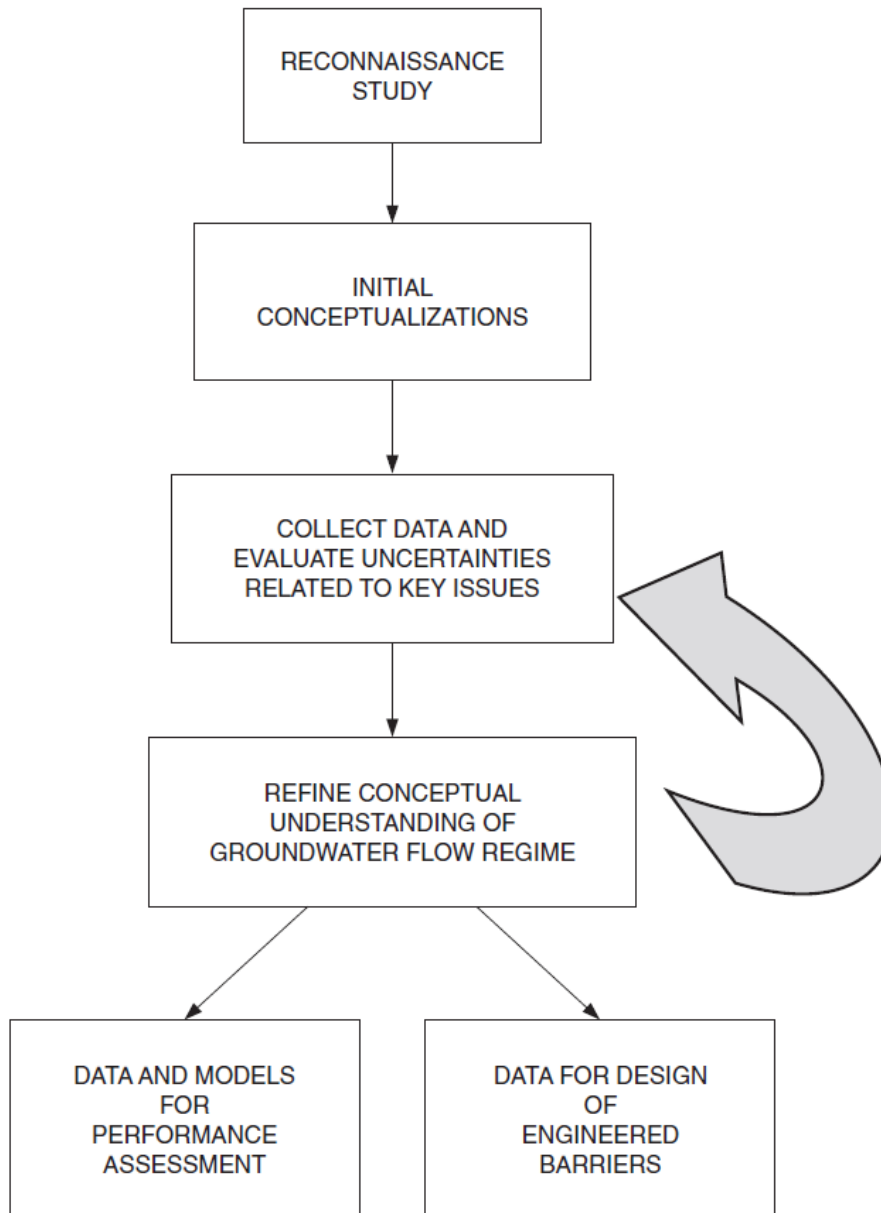 RECONNAISSANCE
STUDY
INITIAL
CONCEPTUALIZATIONS
COLLECT DATA AND
EVALUATE UNCERTAINTIES
RELATED TO KEY ISSUES
REFINE CONCEPTUAL
UNDERSTANDING OF
GROUNDWATER FLOW REGIME
DATA AND MODELS
FOR
PERFORMANCE
ASSESSMENT
DATA FOR DESIGN
OF
ENGINEERED
BARRIERS